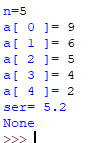 n=5
a[ 0 ]= 9
a[ 1 ]= 6
a[ 2 ]= 5
a[ 3 ]= 4
a[ 4 ]= 2
ser= 5.2
None
>>>